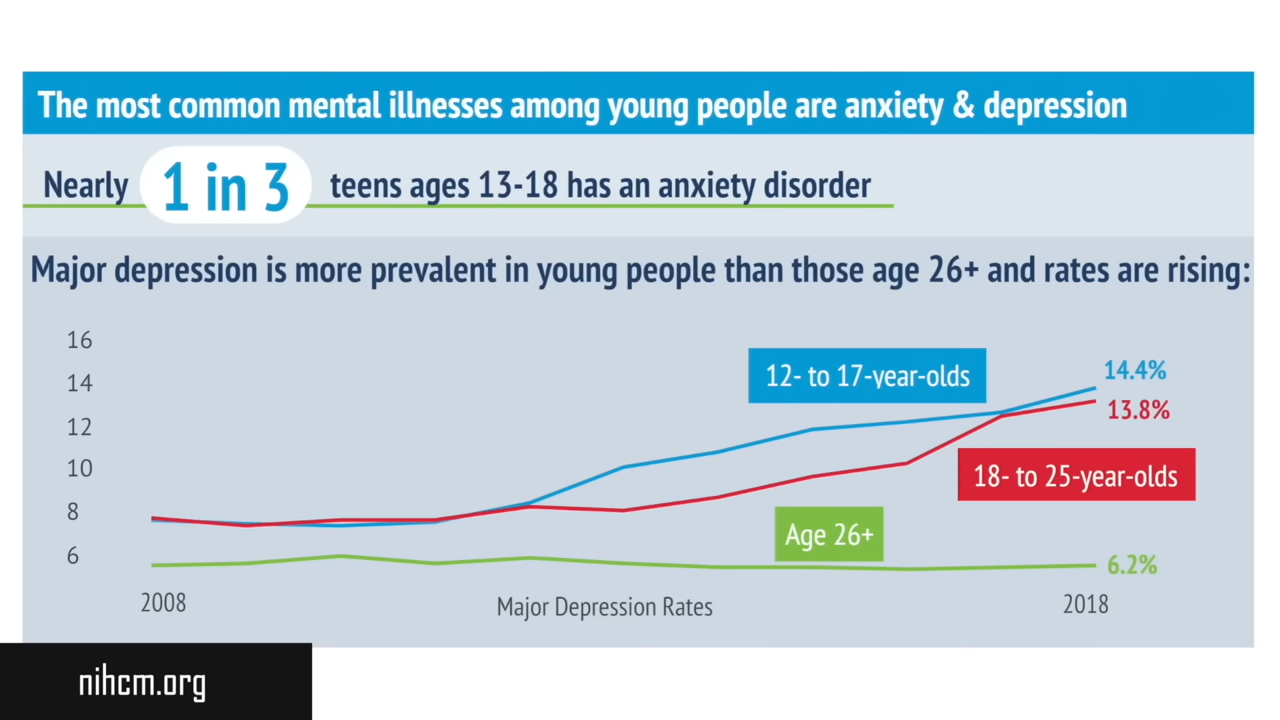 The most common mental illnesses among young people are anxiety & depression
Nearly 1 in 3 teens ages 13-18 has an anxiety disorder
Major depression is more prevalent in young people than those age 26+ and rates are rising:
16
14
12
10
8
6
12- to 17-year-olds
14.4%
13.8%
18- to 25-year-olds
Age 26+
6.2%
2008
Major Depression Rates
2018
nihcm.org